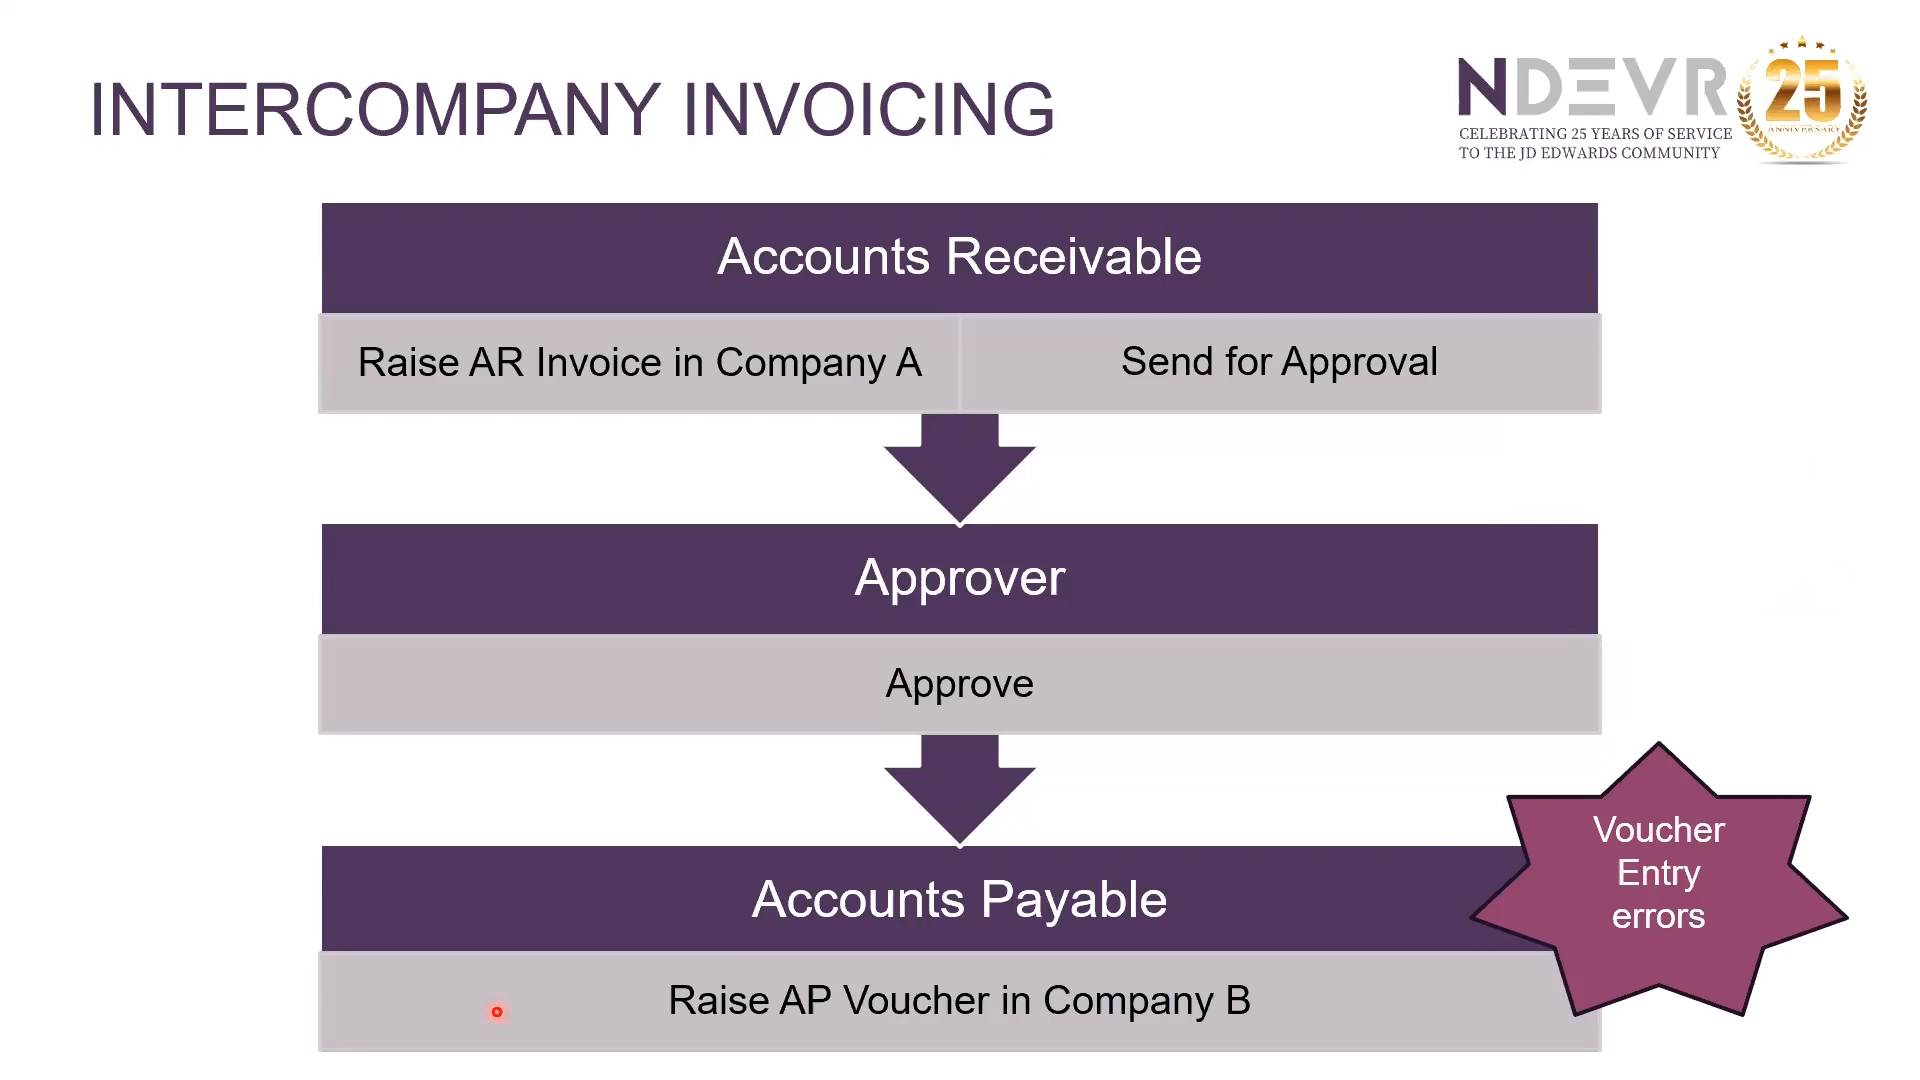 INTERCOMPANY INVOICING
NDEVR
CELEBRATING 25 YEARS OF SERVICE
TO THE JD EDWARDS COMMUNITY
25
ANNIVERSARY
Accounts Receivable
Raise AR Invoice in Company A
Send for Approval
Approver
Approve
Accounts Payable
Raise AP Voucher in Company B
Voucher
Entry
errors